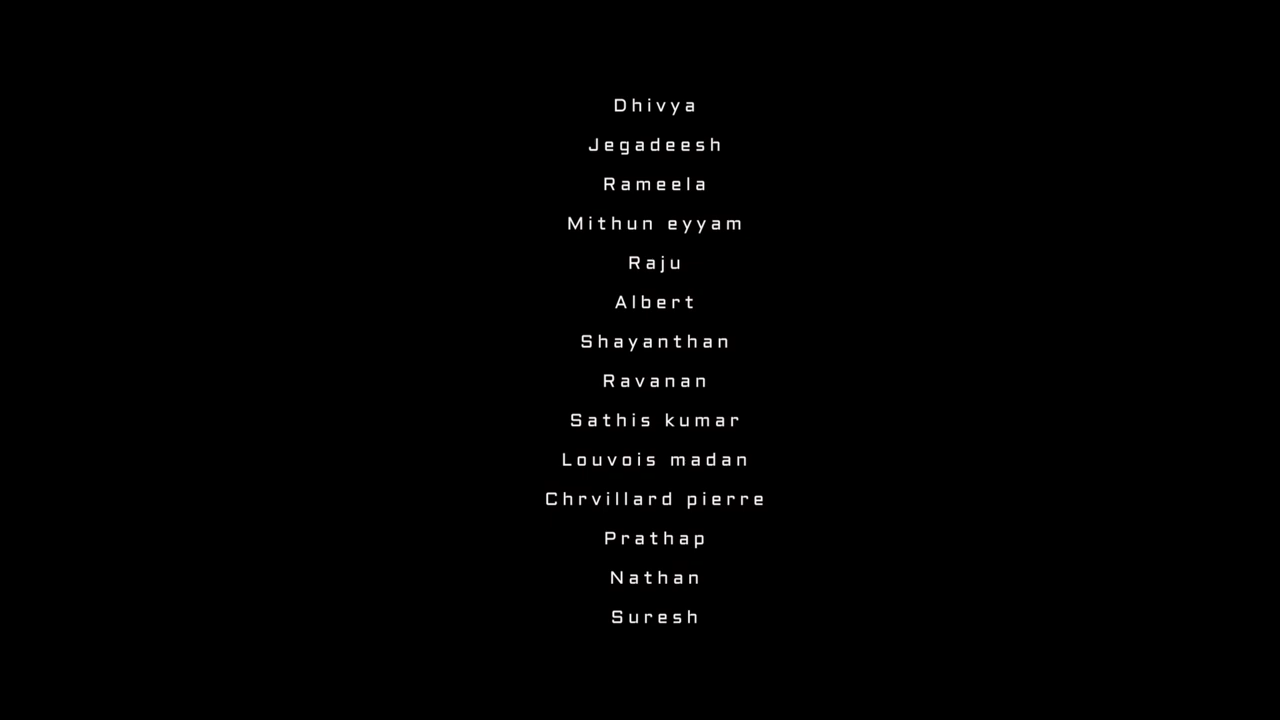 Dhivya
Jegadeesh
Rameela
Mithun eyyam
Raju
Albert
Shayanthan
Ravanan
Sathis kumar
Louvois madan
Chrvillard pierre
Prathap
Nathan
Suresh